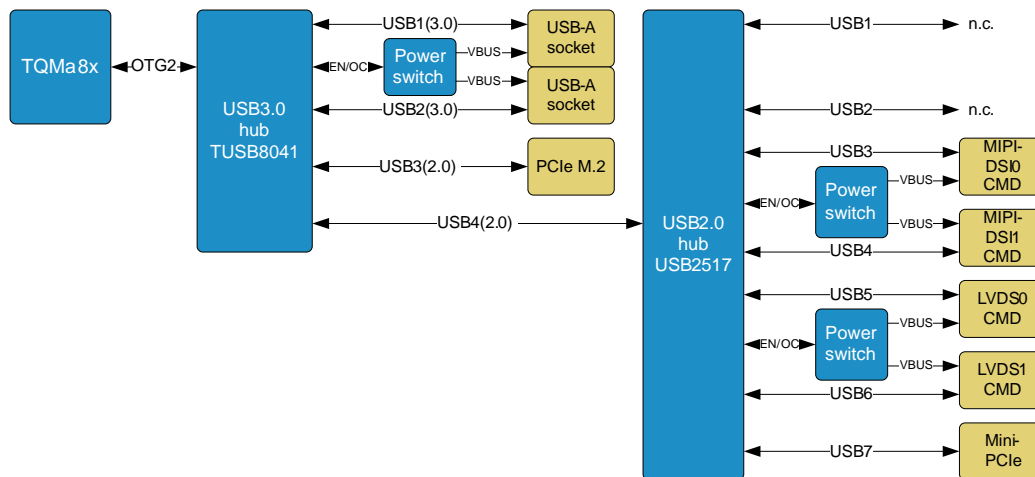 TQMa8x
OTG2
USB3.0
hub
TUSB8041
USB1(3.0)
EN/OC
Power
switch
VBUS
VBUS
USB2(3.0)
USB3(2.0)
USB4(2.0)
USB-A
socket
USB-A
socket
PCIe M.2
USB2.0
hub
USB2517
USB1
n.c.
USB2
n.c.
USB3
MIPI-
DSI0
CMD
EN/OC
Power
switch
VBUS
VBUS
MIPI-
DSI1
CMD
USB4
USB5
LVDS0
CMD
EN/OC
Power
switch
VBUS
VBUS
LVDS1
CMD
USB6
USB7
Mini-
PCIe